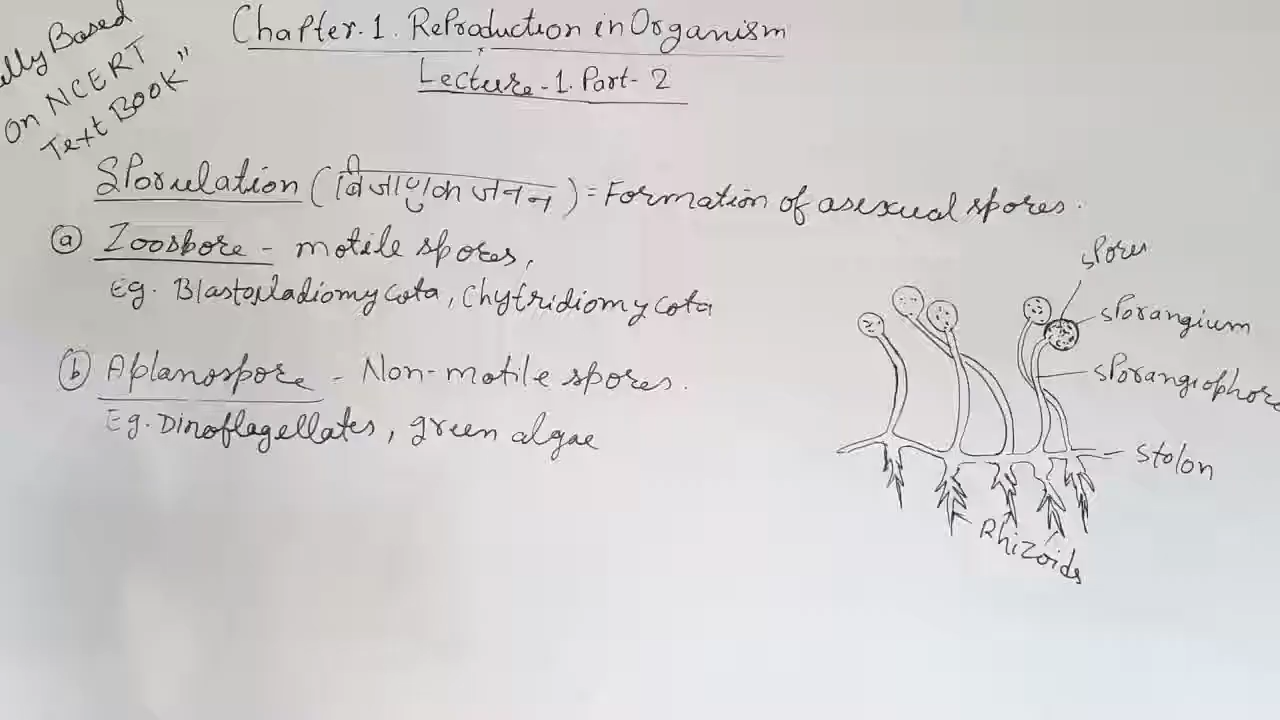 Based
On NCERT
Text BOOK"
Chapter. 1. Reproduction in Organism
Lecture - 1. Part - 2
Sporulation ( विजाणुक जनन ) = Formation of asexual spores.
ⓐ Zoospore - motile spores,
Eg. Blastocladiomycota, Chytridiomycota
ⓑ Aplanospore - Non-motile spores.
Eg. Dinoflagellates, green algae
spores
sporangium
sporangiophore
stolon
Rhizoids